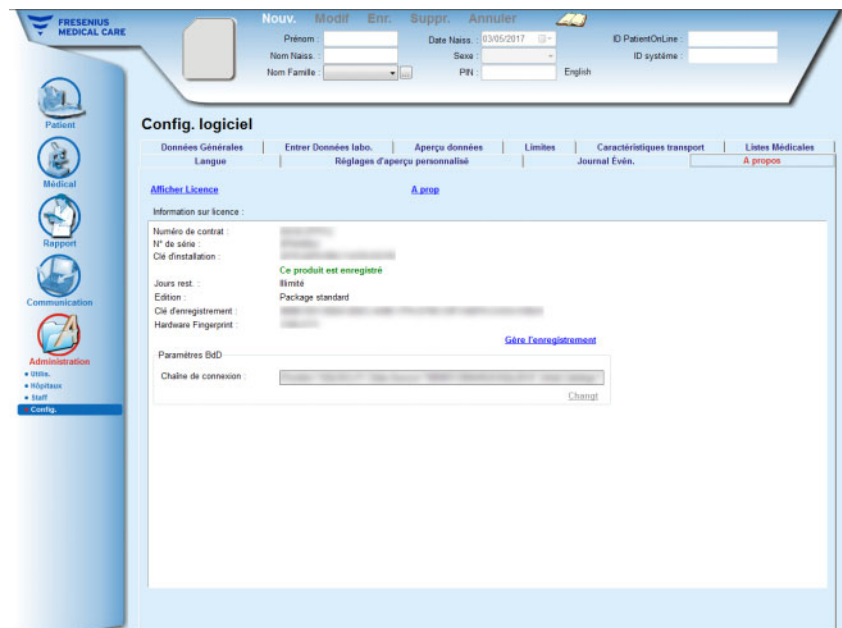 FRESENIUS
MEDICAL CARE
Nouv. Modif Enr. Suppr. Annuler
Prénom : Date Naiss. : 03/05/2017 ID PatientOnLine :
Nom Naiss. : Sexe : ID système :
Nom Famille : ... PIN : English
Patient
Médical
Rapport
Communication
Administration
Utilis.
Hôpitaux
Staff
Config.
Config. logiciel
Données Générales Entrer Données labo. Aperçu données Limites Caractéristiques transport Listes Médicales
Langue Réglages d'aperçu personnalisé Journal Évén. A propos
Afficher Licence A prop
Information sur licence :
Numéro de contrat :
N° de série :
Clé d'installation :
Ce produit est enregistré
Jours rest. : Illimité
Edition : Package standard
Clé d'enregistrement :
Hardware Fingerprint :
Gère l'enregistrement
Paramètres BdD
Chaîne de connexion :
Changt